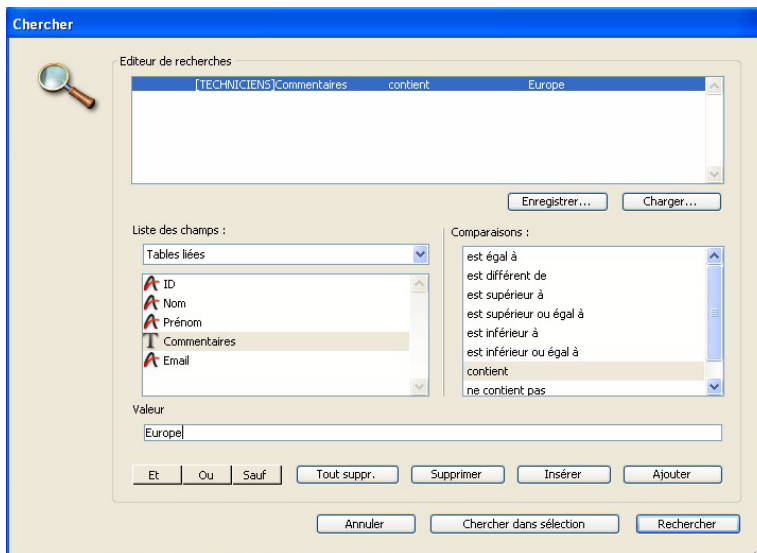 Chercher
Editeur de recherches
[TECHNICIENS]Commentaires contient Europe
Enregistrer... Charger...
Liste des champs :
Tables liées
ID
Nom
Prénom
Commentaires
Email
Comparaisons :
est égal à
est différent de
est supérieur à
est supérieur ou égal à
est inférieur à
est inférieur ou égal à
contient
ne contient pas
Valeur
Europe
Et Ou Sauf Tout suppr. Supprimer Insérer Ajouter
Annuler Chercher dans sélection Rechercher